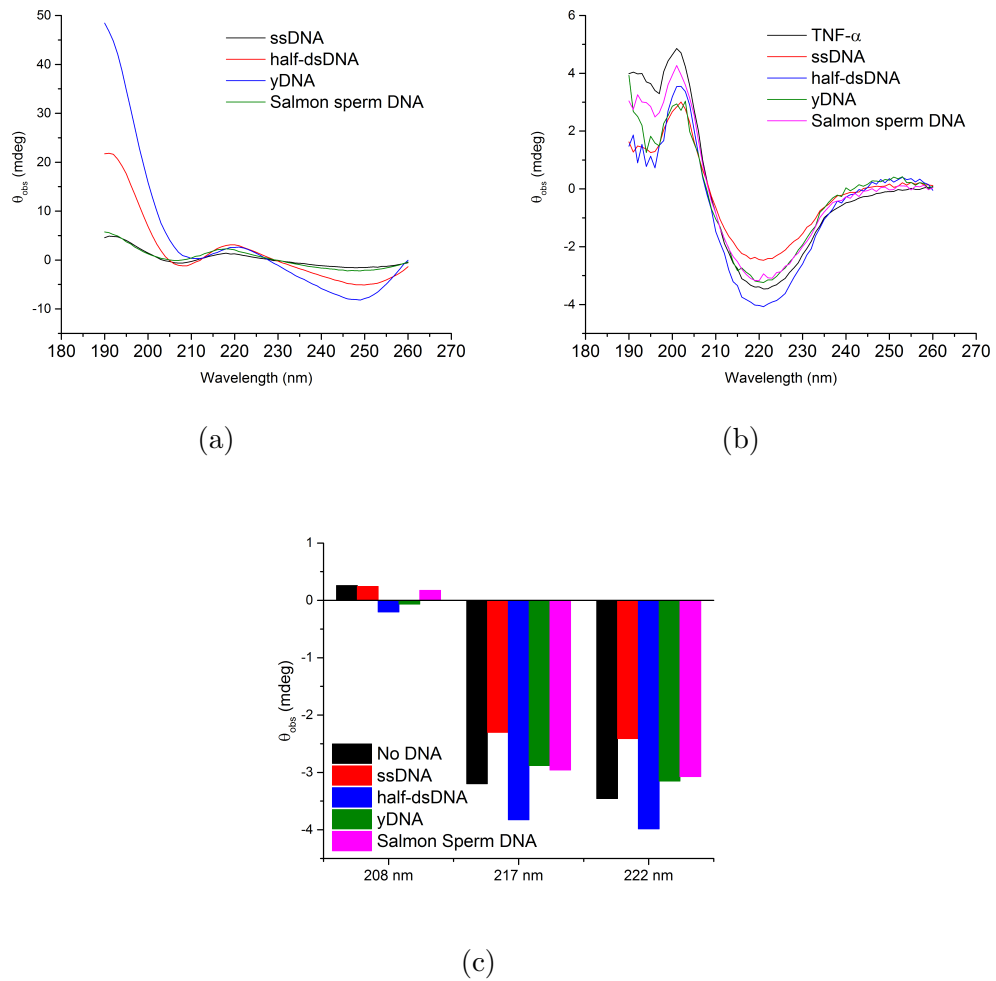 50
40
30
20
10
0
-10
θobs (mdeg)
ssDNA
half-dsDNA
yDNA
Salmon sperm DNA
180 190 200 210 220 230 240 250 260 270
Wavelength (nm)
(a)
6
4
2
0
-2
-4
θobs (mdeg)
TNF-α
ssDNA
half-dsDNA
yDNA
Salmon sperm DNA
180 190 200 210 220 230 240 250 260 270
Wavelength (nm)
(b)
1
0
-1
-2
-3
-4
θobs (mdeg)
No DNA
ssDNA
half-dsDNA
yDNA
Salmon Sperm DNA
208 nm 217 nm 222 nm
(c)